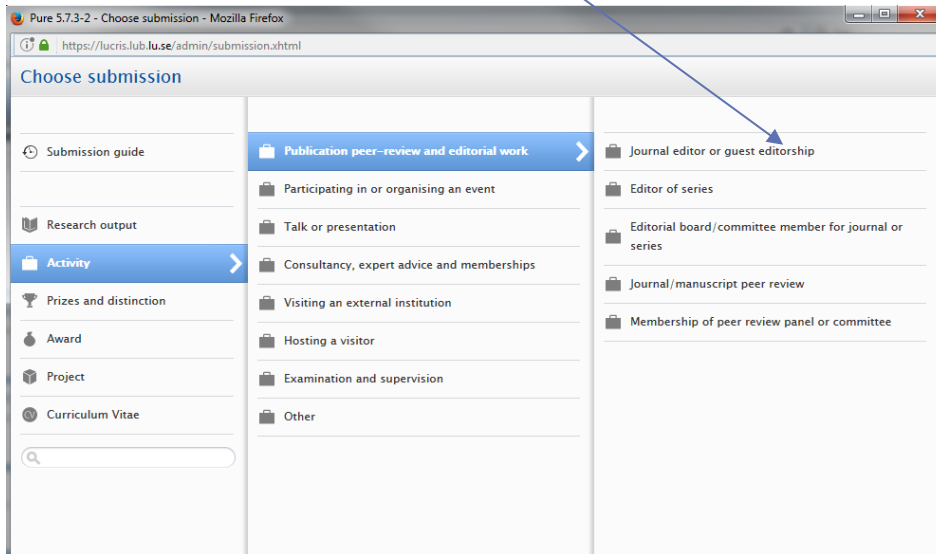 Pure 5.7.3-2 - Choose submission - Mozilla Firefox
https://lucris.lub.lu.se/admin/submission.xhtml
Choose submission
Submission guide
Research output
Activity
Prizes and distinction
Award
Project
CV
Curriculum Vitae
Publication peer-review and editorial work
Participating in or organising an event
Talk or presentation
Consultancy, expert advice and memberships
Visiting an external institution
Hosting a visitor
Examination and supervision
Other
Journal editor or guest editorship
Editor of series
Editorial board/committee member for journal or
series
Journal/manuscript peer review
Membership of peer review panel or committee